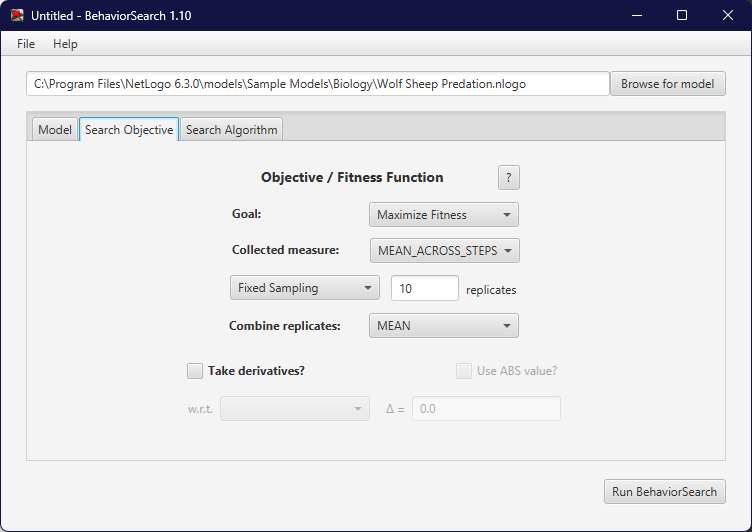 Untitled - BehaviorSearch 1.10
File Help
C:\Program Files\NetLogo 6.3.0\models\Sample Models\Biology\Wolf Sheep Predation.nlogo Browse for model
Model Search Objective Search Algorithm
Objective / Fitness Function ?
Goal: Maximize Fitness
Collected measure: MEAN_ACROSS_STEPS
Fixed Sampling 10 replicates
Combine replicates: MEAN
Take derivatives? Use ABS value?
w.r.t. Δ = 0.0
Run BehaviorSearch